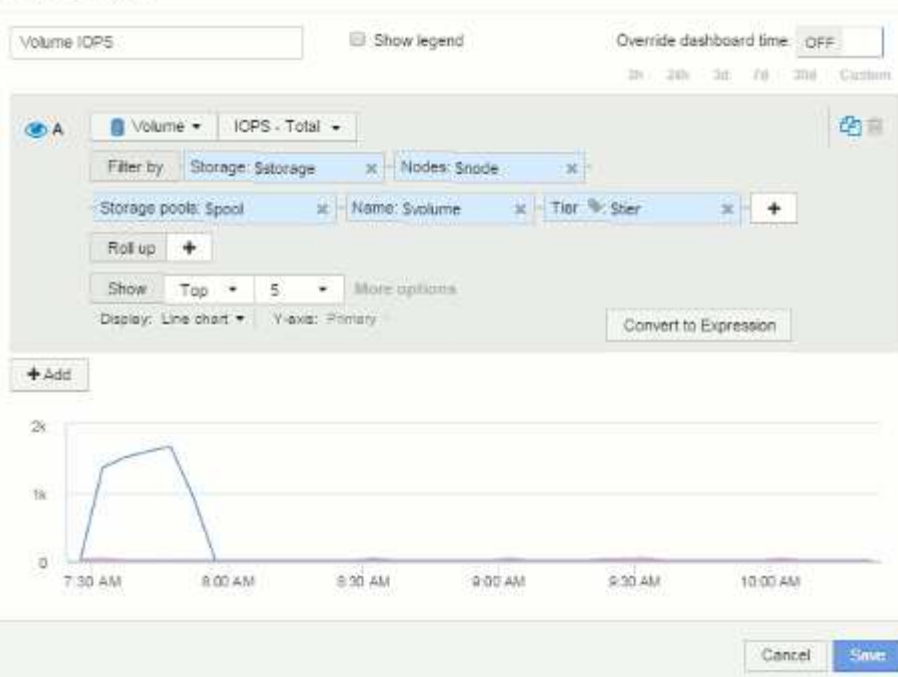 Volume IOPS Show legend Override dashboard time: OFF
3h 24h 3d 7d 30d Custom
A Volume IOPS - Total
Filter by Storage: $storage x Nodes: $node x
Storage pools: $pool x Name: $volume x Tier : $tier x +
Roll up +
Show Top 5 More options
Display: Line chart Y-axis: Primary
Convert to Expression
+ Add
2k
1k
0
7:30 AM 8:00 AM 8:30 AM 9:00 AM 9:30 AM 10:00 AM
Cancel Save